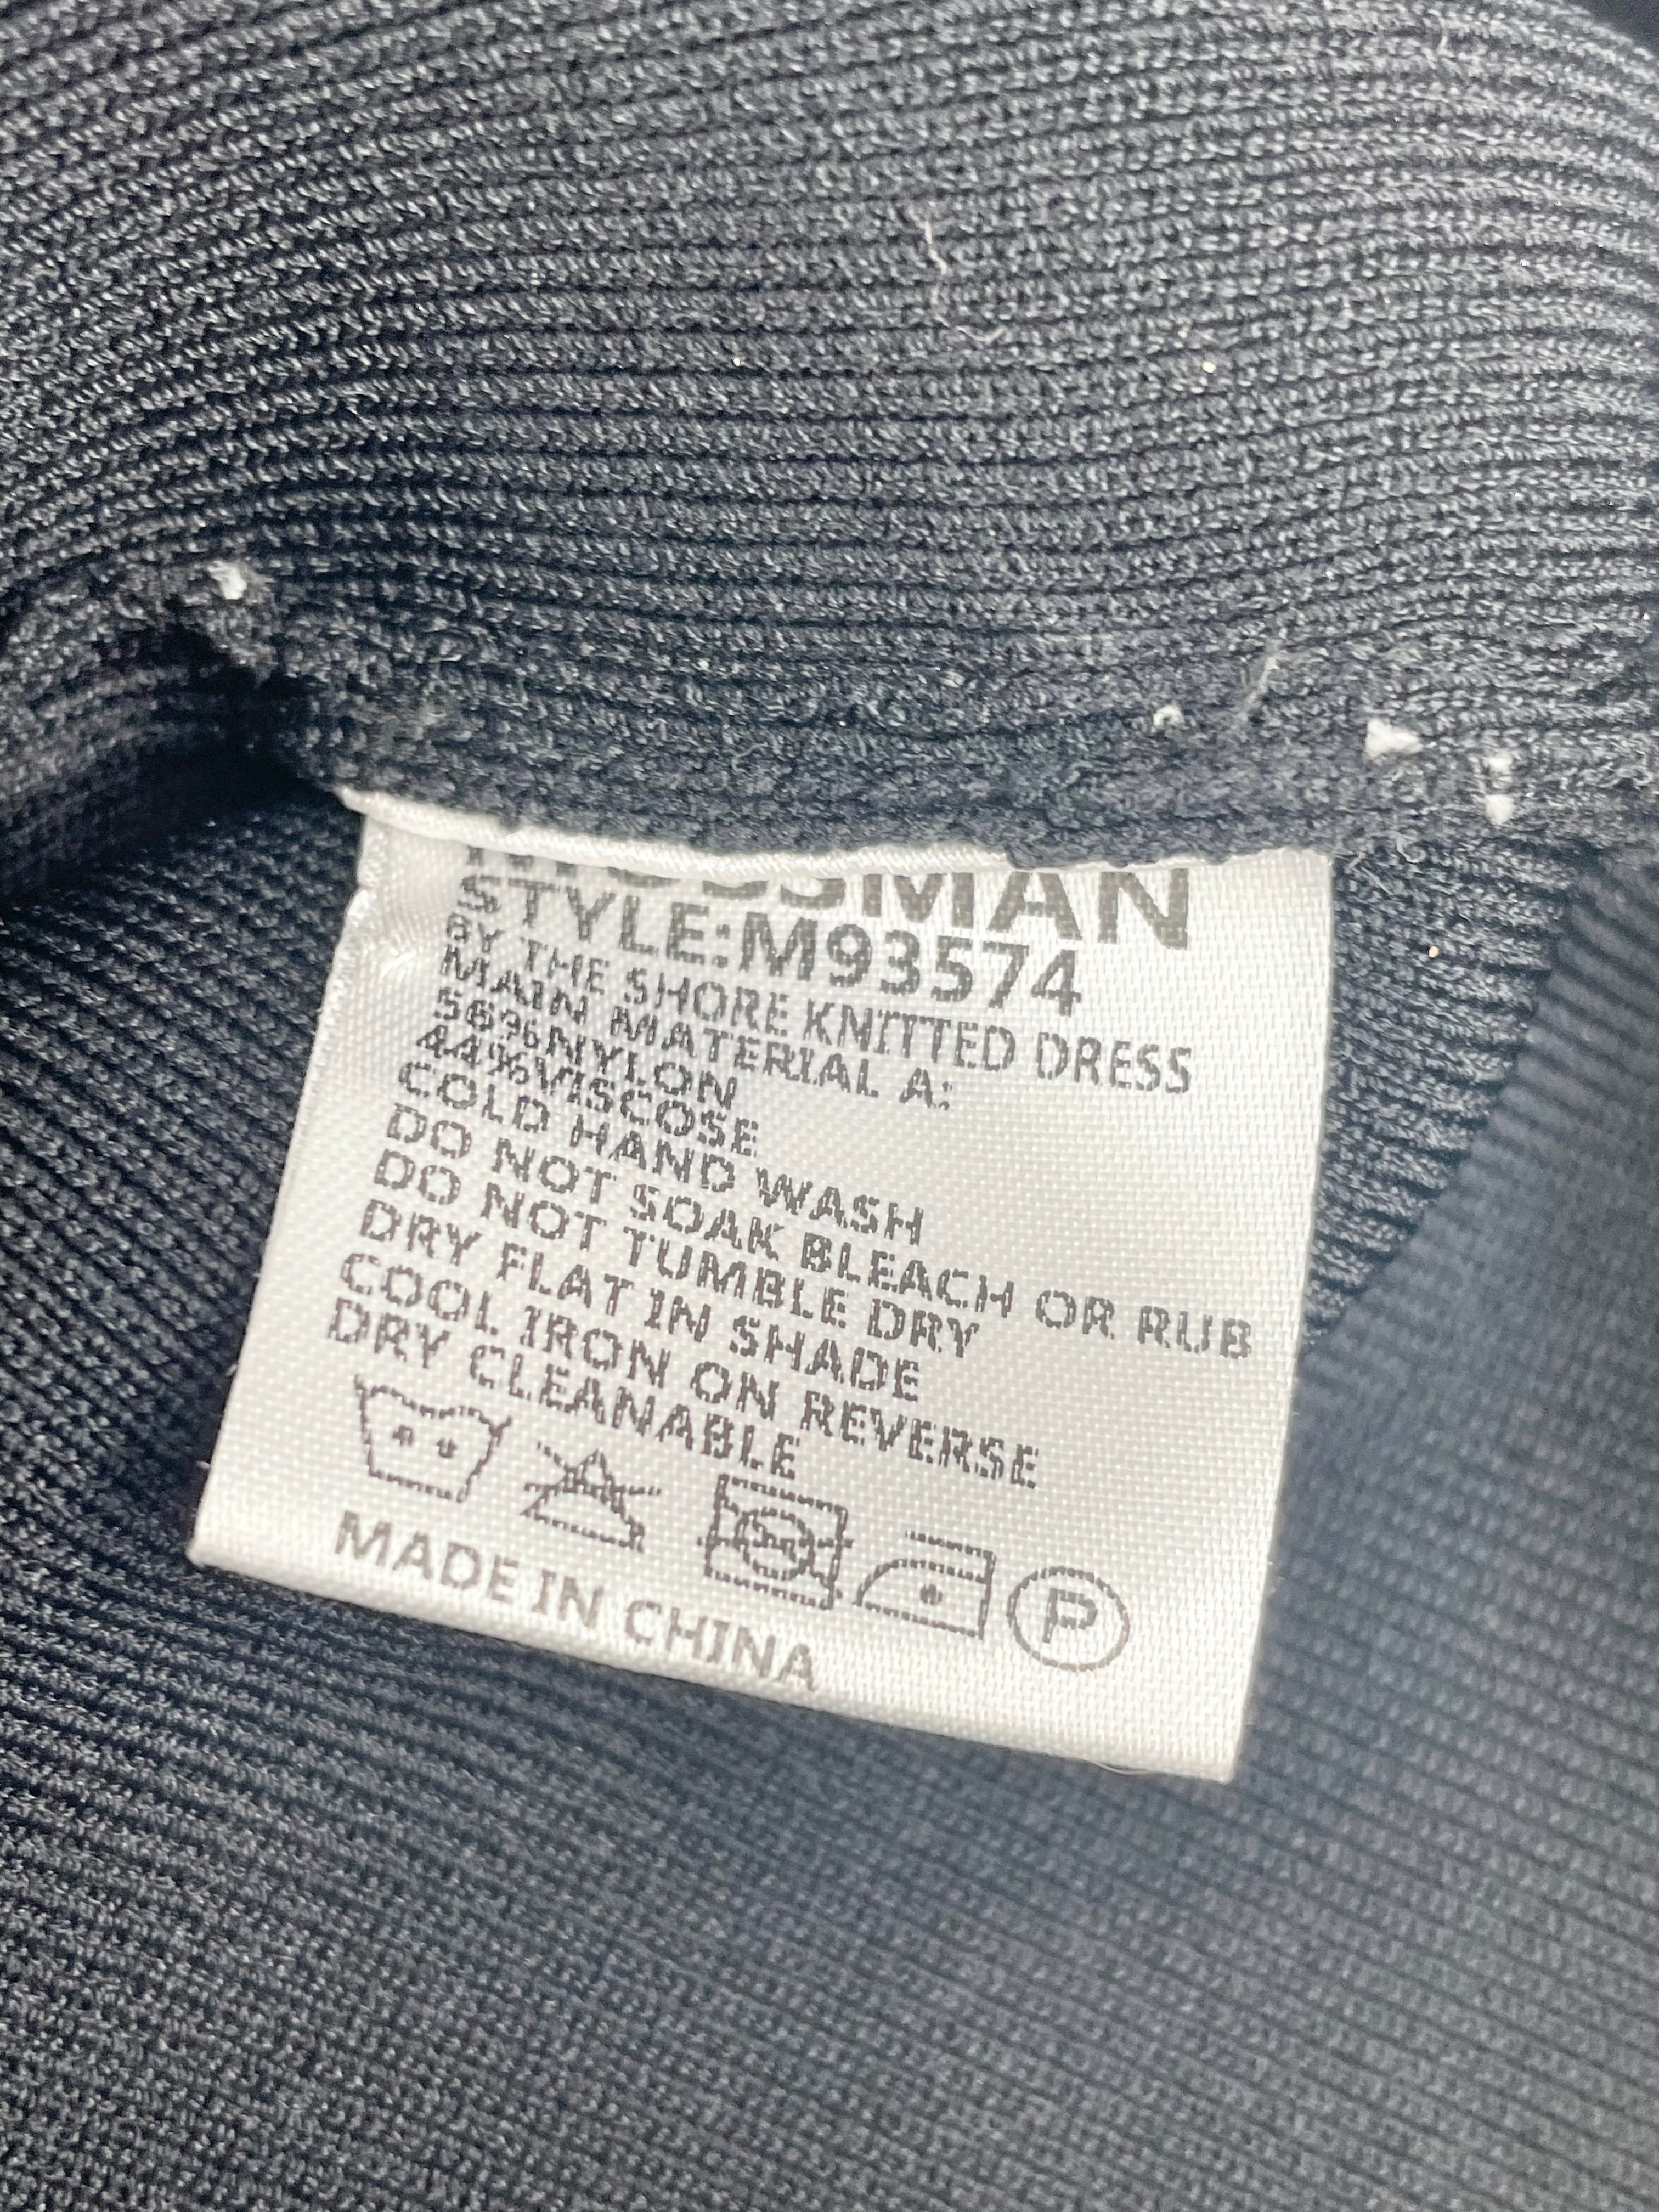 MOSSMAN
STYLE:M93574
BY THE SHORE KNITTED DRESS
MAIN MATERIAL A:
56%NYLON
44%VISCOSE
COLD HAND WASH
DO NOT SOAK BLEACH OR RUB
DO NOT TUMBLE DRY
DRY FLAT IN SHADE
COOL IRON ON REVERSE
DRY CLEANABLE
P
MADE IN CHINA